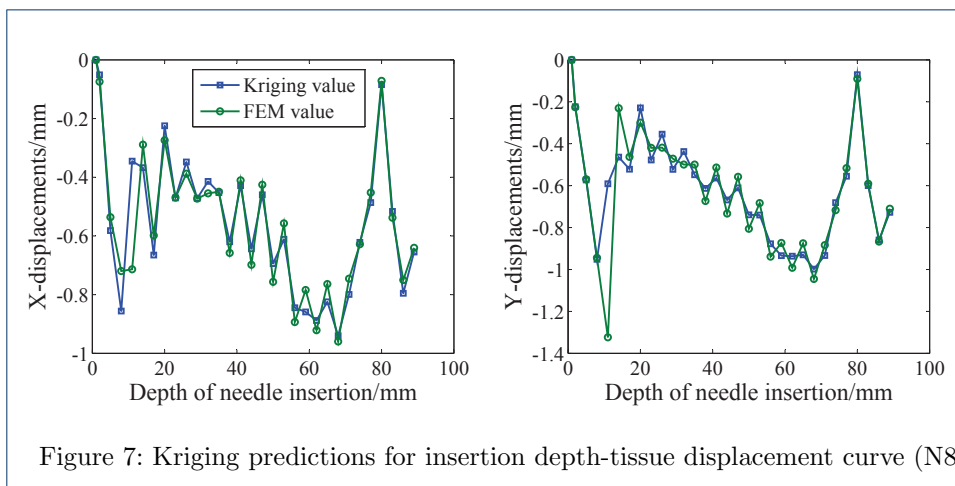 0
-0.2
-0.4
-0.6
-0.8
-1
X-displacements/mm
Kriging value
FEM value
0 20 40 60 80 100
Depth of needle insertion/mm
0
-0.2
-0.4
-0.6
-0.8
-1
-1.2
-1.4
Y-displacements/mm
0 20 40 60 80 100
Depth of needle insertion/mm
Figure 7: Kriging predictions for insertion depth-tissue displacement curve (N8